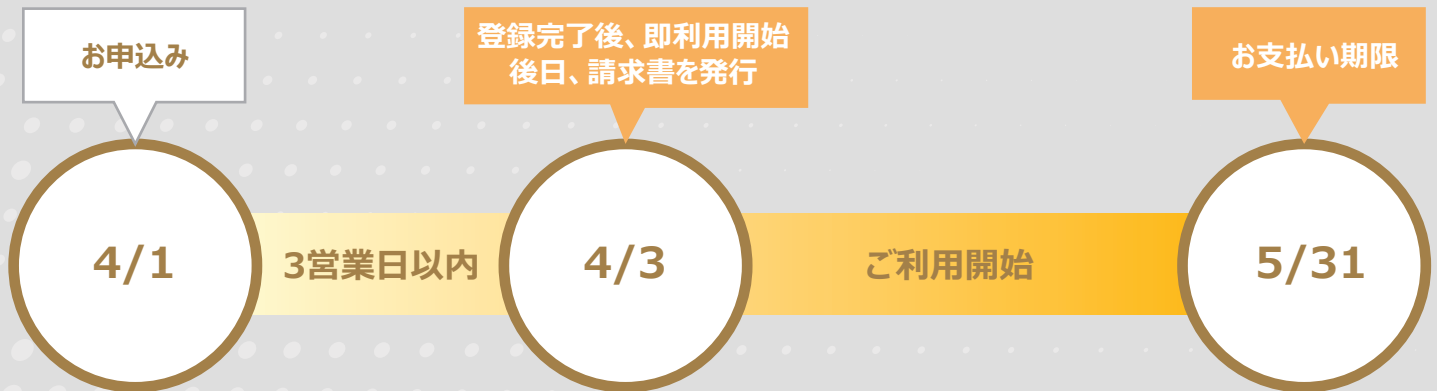 お申込み
登録完了後、即利用開始
後日、請求書を発行
お支払い期限
4/1
3営業日以内
4/3
ご利用開始
5/31